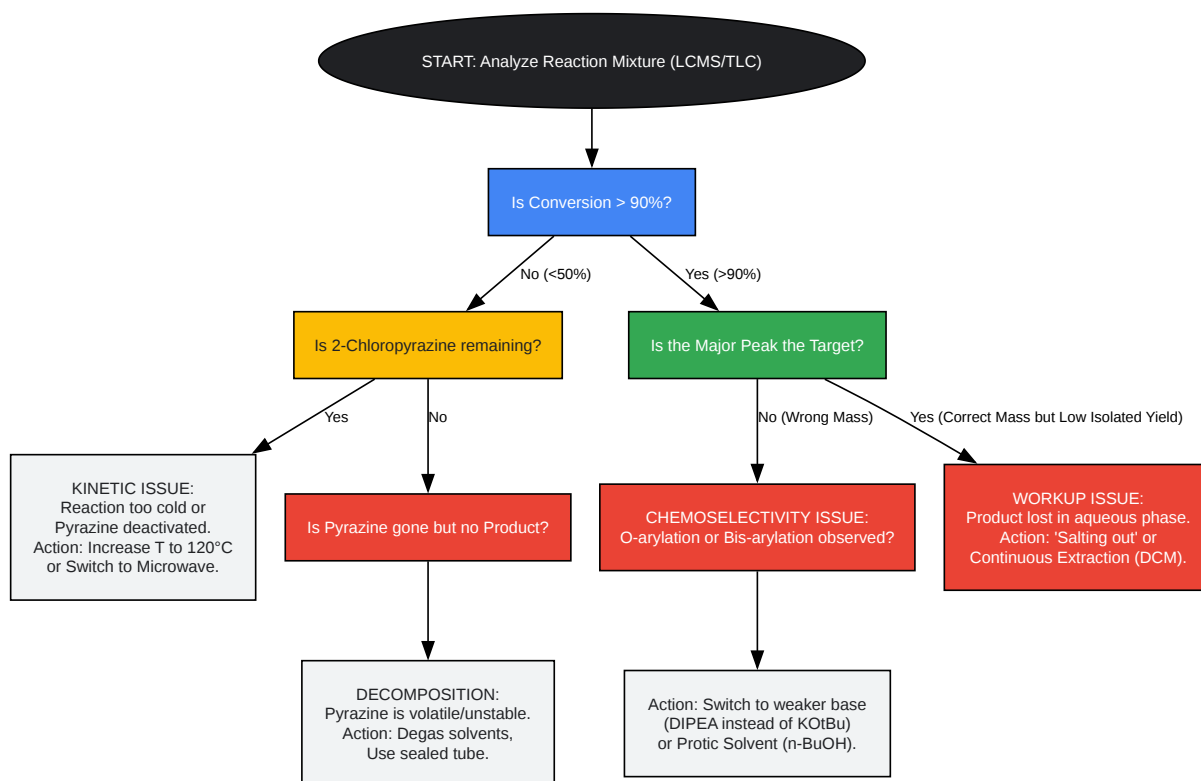 START: Analyze Reaction Mixture (LCMS/TLC)
Is Conversion > 90%?
No (<50%)
Yes (>90%)
Is 2-Chloropyrazine remaining?
Is the Major Peak the Target?
Yes
No
No (Wrong Mass)
Yes (Correct Mass but Low Isolated Yield)
KINETIC ISSUE:
Reaction too cold or
Pyrazine deactivated.
Action: Increase T to 120°C
or Switch to Microwave.
Is Pyrazine gone but no Product?
CHEMOSELECTIVITY ISSUE:
O-arylation or Bis-arylation observed?
WORKUP ISSUE:
Product lost in aqueous phase.
Action: 'Salting out' or
Continuous Extraction (DCM).
DECOMPOSITION:
Pyrazine is volatile/unstable.
Action: Degas solvents,
Use sealed tube.
Action: Switch to weaker base
(DIPEA instead of KOtBu)
or Protic Solvent (n-BuOH).